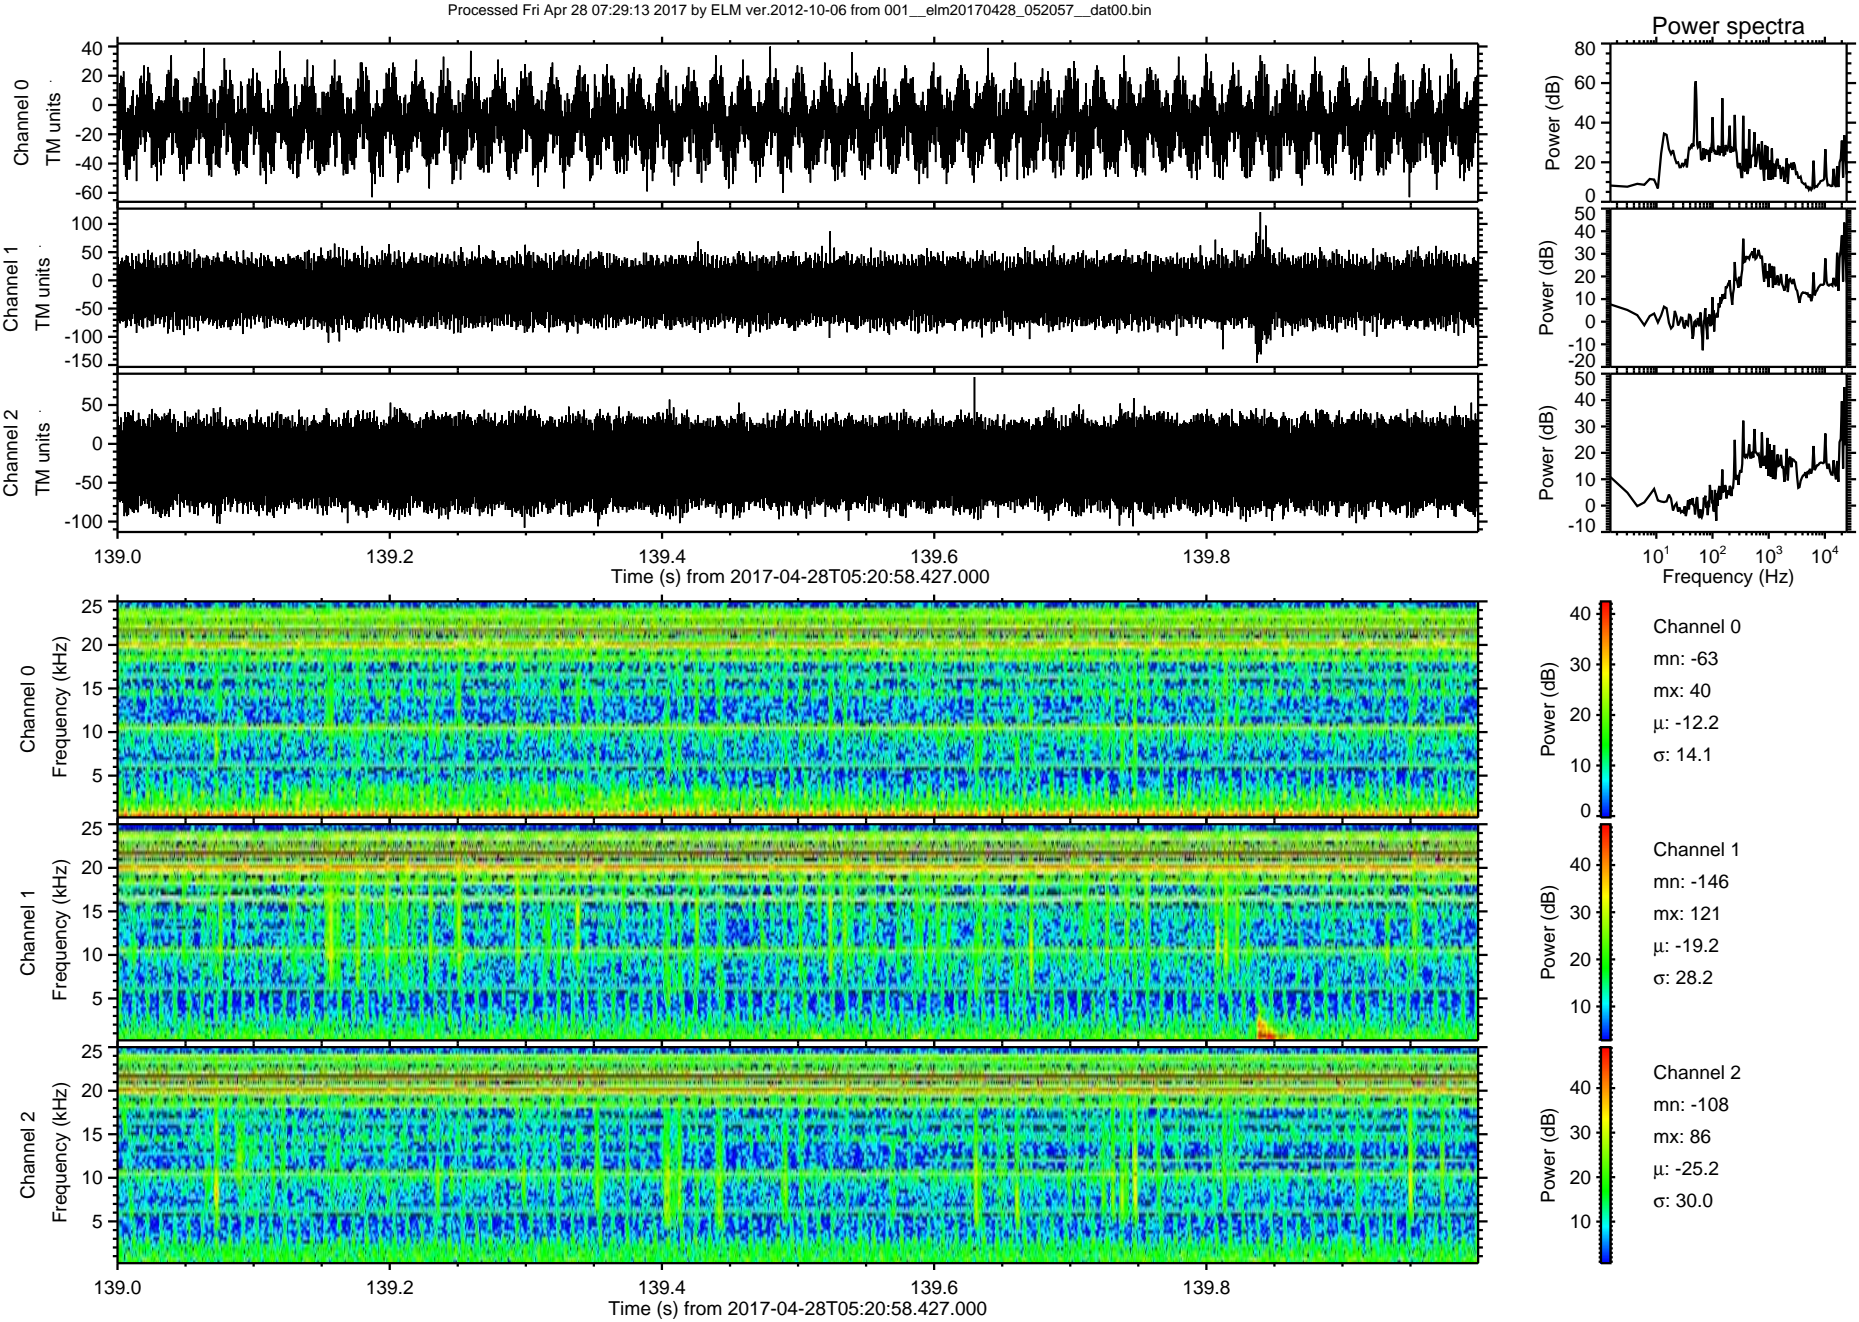 Processed Fri Apr 28 07:29:13 2017 by ELM ver.2012-10-06 from 001__elm20170428_052057__dat00.bin
Power spectra
Channel 0
TM units
40
20
0
-20
-40
-60
Power (dB)
80
60
40
20
0
Channel 1
TM units
100
50
0
-50
-100
-150
Power (dB)
50
40
30
20
10
0
-10
-20
Channel 2
TM units
50
0
-50
-100
Power (dB)
50
40
30
20
10
0
-10
139.0 139.2 139.4 139.6 139.8
Time (s) from 2017-04-28T05:20:58.427.000
10¹ 10² 10³ 10⁴
Frequency (Hz)
Channel 0
Frequency (kHz)
25
20
15
10
5
Power (dB)
40
30
20
10
0
Channel 0
mn: -63
mx: 40
μ: -12.2
σ: 14.1
Channel 1
Frequency (kHz)
25
20
15
10
5
Power (dB)
40
30
20
10
Channel 1
mn: -146
mx: 121
μ: -19.2
σ: 28.2
Channel 2
Frequency (kHz)
25
20
15
10
5
Power (dB)
40
30
20
10
Channel 2
mn: -108
mx: 86
μ: -25.2
σ: 30.0
139.0 139.2 139.4 139.6 139.8
Time (s) from 2017-04-28T05:20:58.427.000